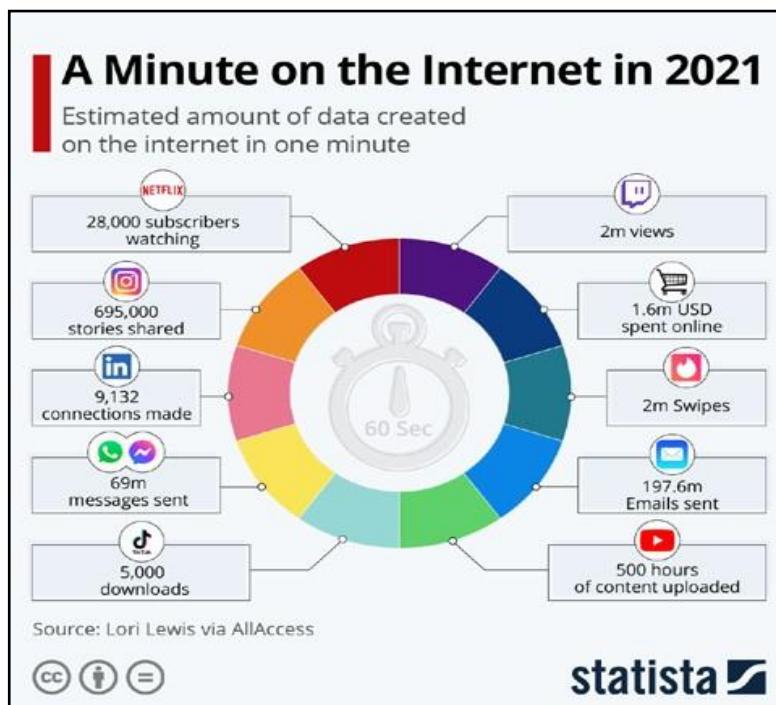 A Minute on the Internet in 2021
Estimated amount of data created
on the internet in one minute
NETFLIX
28,000 subscribers
watching
2m views
695,000
stories shared
1.6m USD
spent online
in
9,132
connections made
2m Swipes
60 Sec
69m
messages sent
197.6m
Emails sent
TikTok
5,000
downloads
500 hours
of content uploaded
Source: Lori Lewis via AllAccess
cc
statista